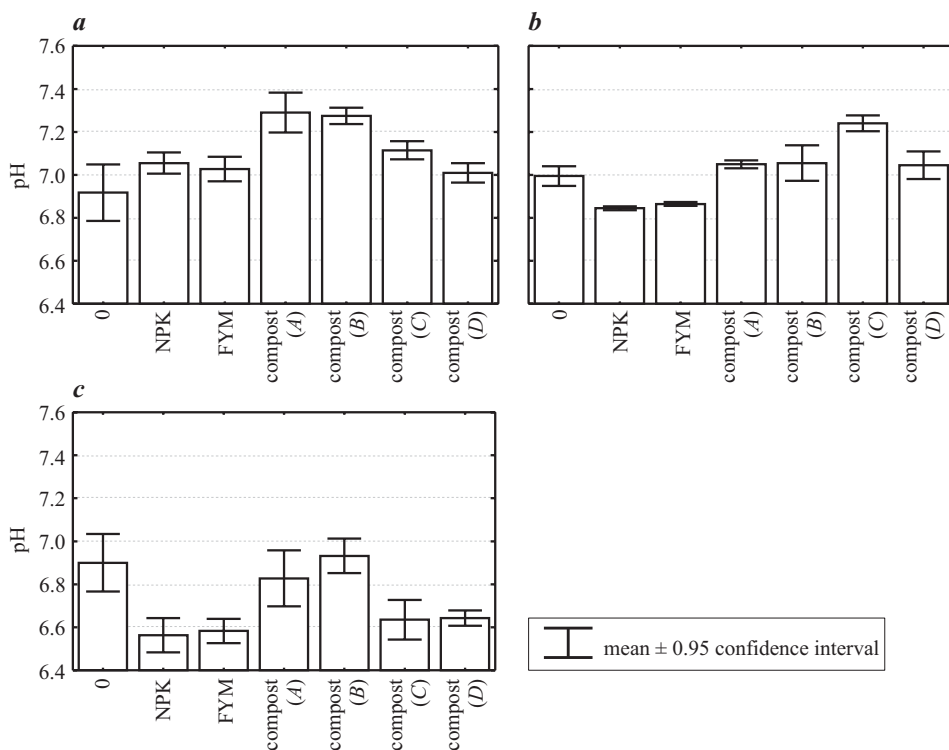 a
b
7.6
7.4
7.2
7.0
6.8
6.6
6.4
pH
0
NPK
FYM
compost
(A)
compost
(B)
compost
(C)
compost
(D)
pH
0
NPK
FYM
compost
(A)
compost
(B)
compost
(C)
compost
(D)
c
7.6
7.4
7.2
7.0
6.8
6.6
6.4
pH
0
NPK
FYM
compost
(A)
compost
(B)
compost
(C)
compost
(D)
mean ± 0.95 confidence interval